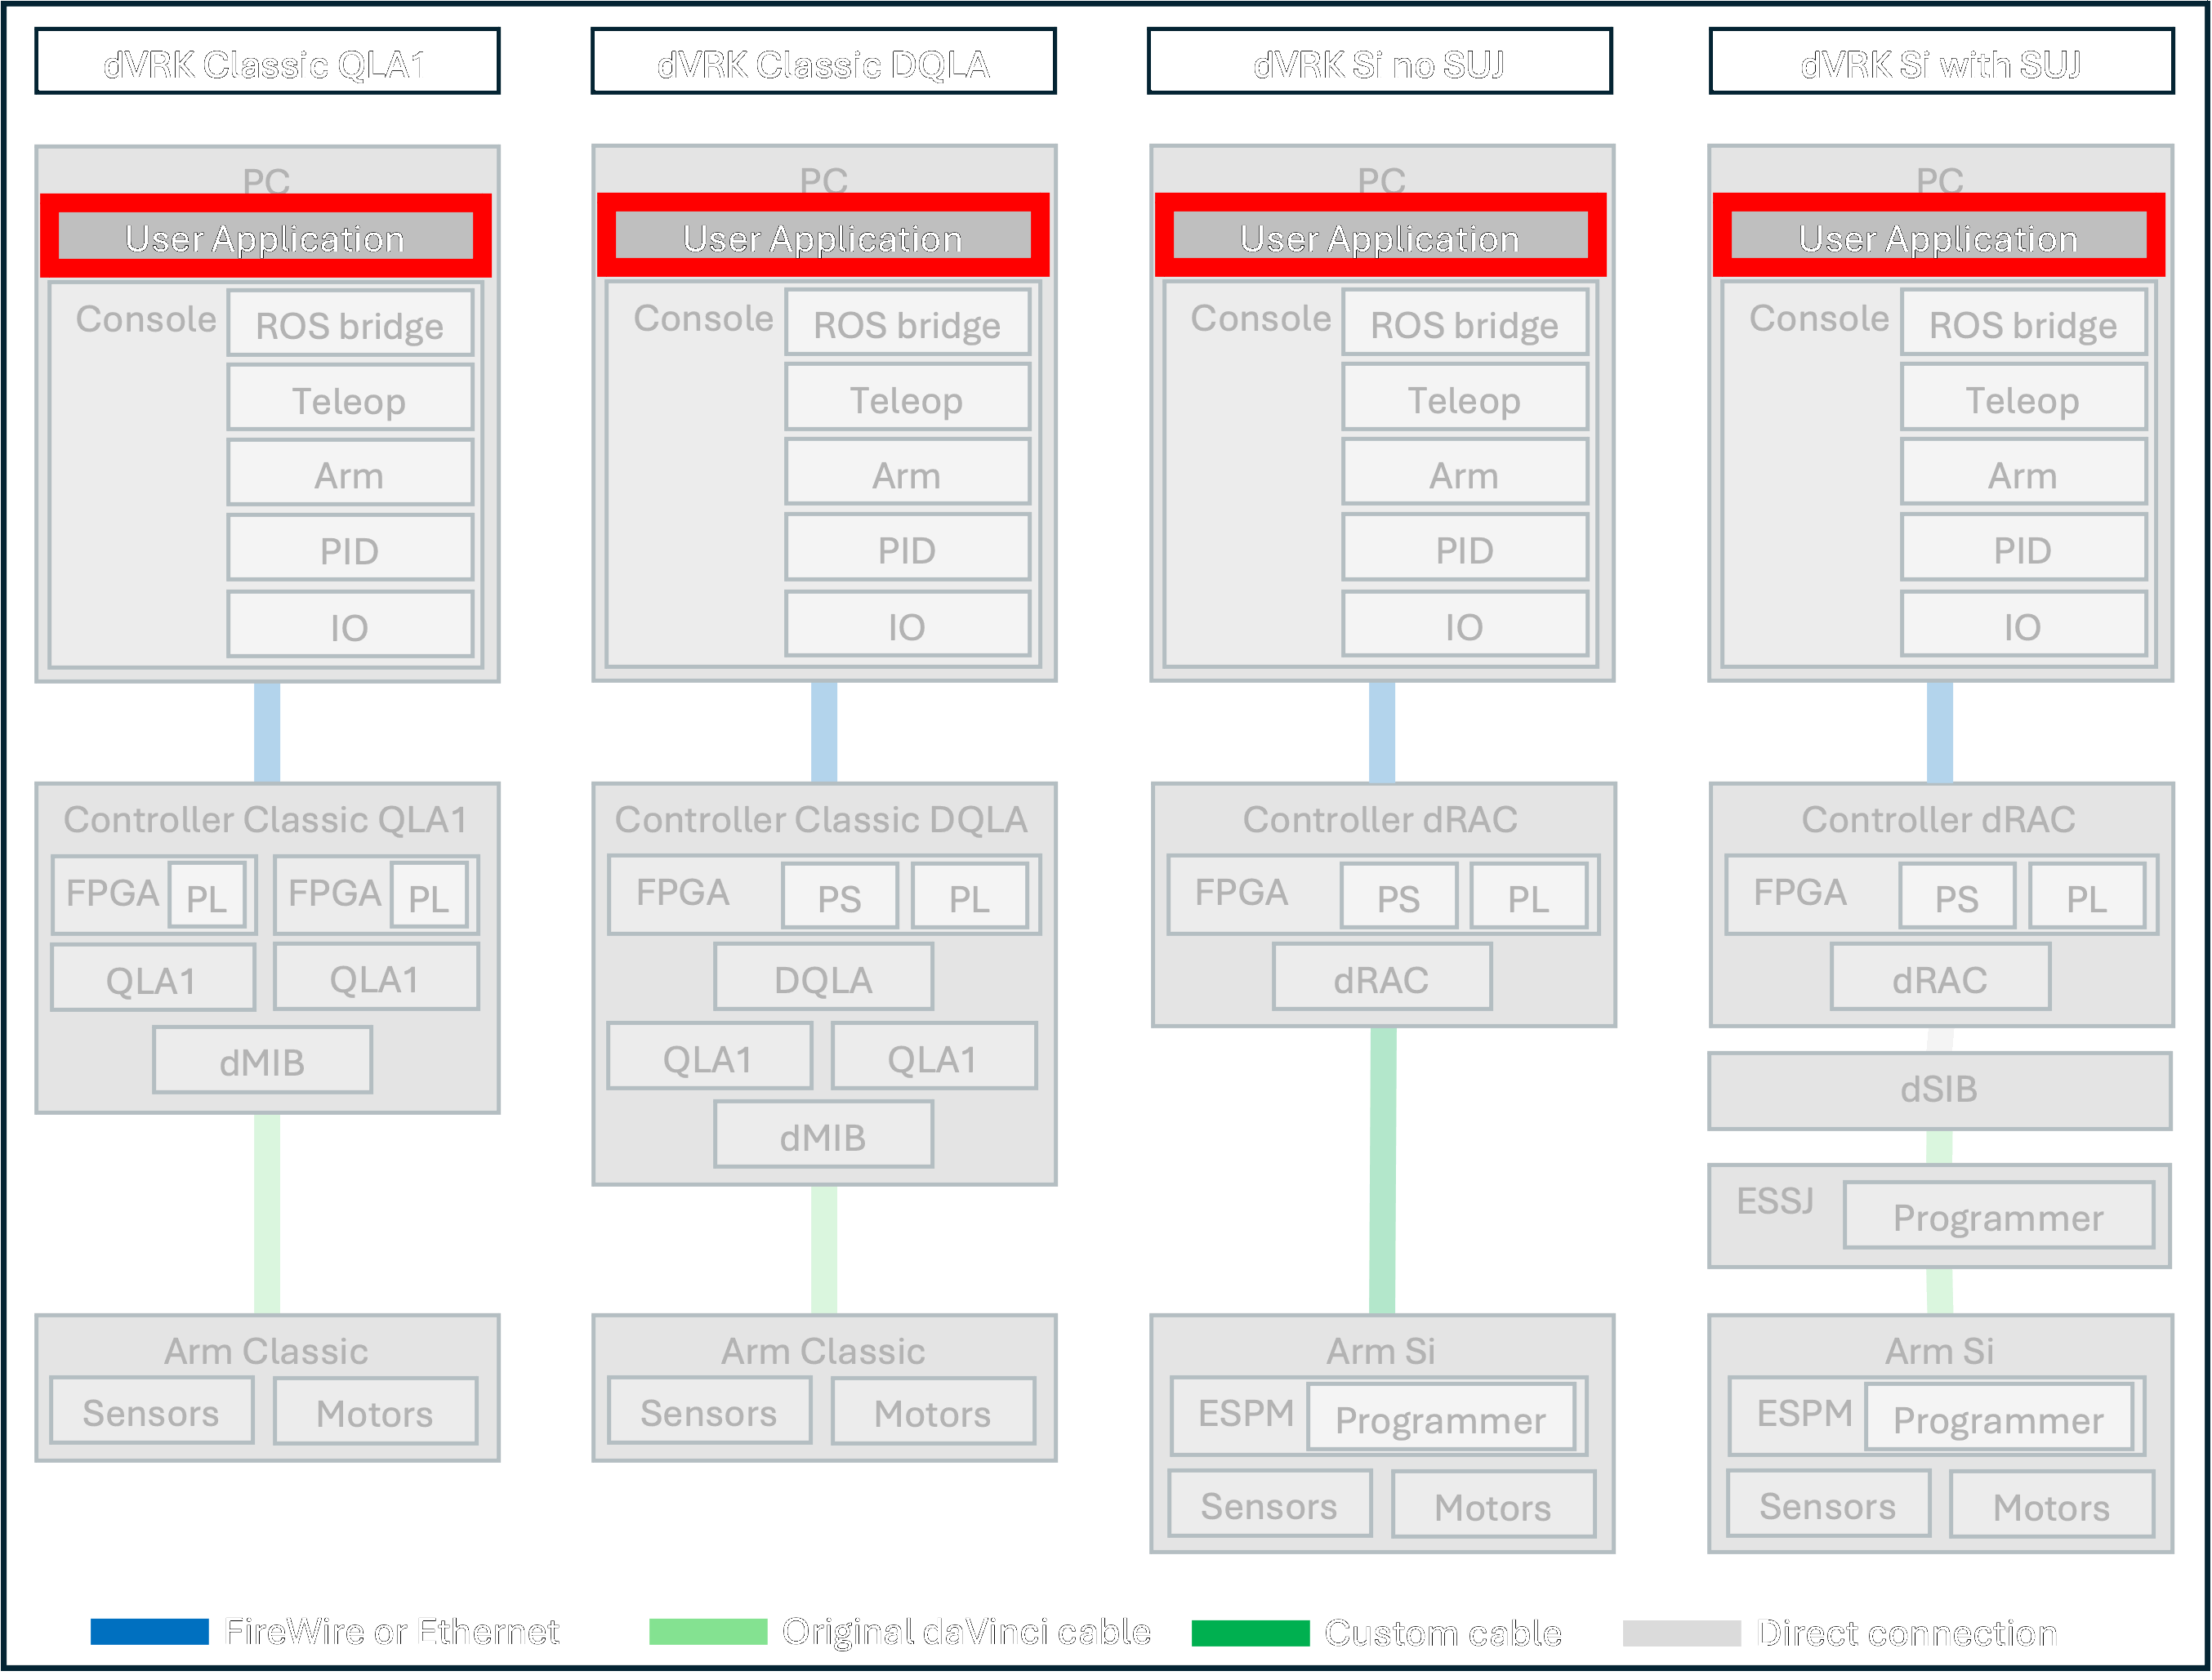 dVRK Classic QLA1
dVRK Classic DQLA
dVRK Si no SUJ
dVRK Si with SUJ
PC
User Application
Console
ROS bridge
Teleop
Arm
PID
IO
PC
User Application
Console
ROS bridge
Teleop
Arm
PID
IO
PC
User Application
Console
ROS bridge
Teleop
Arm
PID
IO
PC
User Application
Console
ROS bridge
Teleop
Arm
PID
IO
Controller Classic QLA1
FPGA
PL
FPGA
PL
QLA1
QLA1
dMIB
Controller Classic DQLA
FPGA
PS
PL
DQLA
QLA1
QLA1
dMIB
Controller dRAC
FPGA
PS
PL
dRAC
Controller dRAC
FPGA
PS
PL
dRAC
dSIB
ESSJ
Programmer
Arm Classic
Sensors
Motors
Arm Classic
Sensors
Motors
Arm Si
ESPM
Programmer
Sensors
Motors
Arm Si
ESPM
Programmer
Sensors
Motors
FireWire or Ethernet
Original daVinci cable
Custom cable
Direct connection